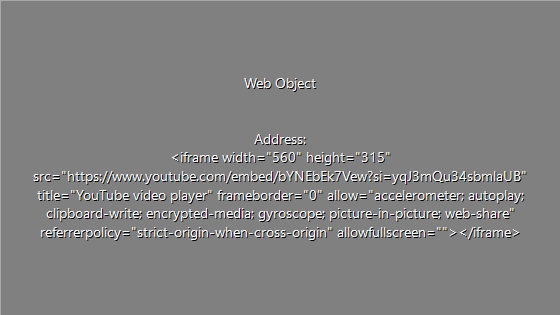 Web Object
Address:
<iframe width="560" height="315"
src="https://www.youtube.com/embed/bYNEbEk7Vew?si=yqJ3mQu34sbmlaUB"
title="YouTube video player" frameborder="0" allow="accelerometer; autoplay;
clipboard-write; encrypted-media; gyroscope; picture-in-picture; web-share"
referrerpolicy="strict-origin-when-cross-origin" allowfullscreen=""></iframe>